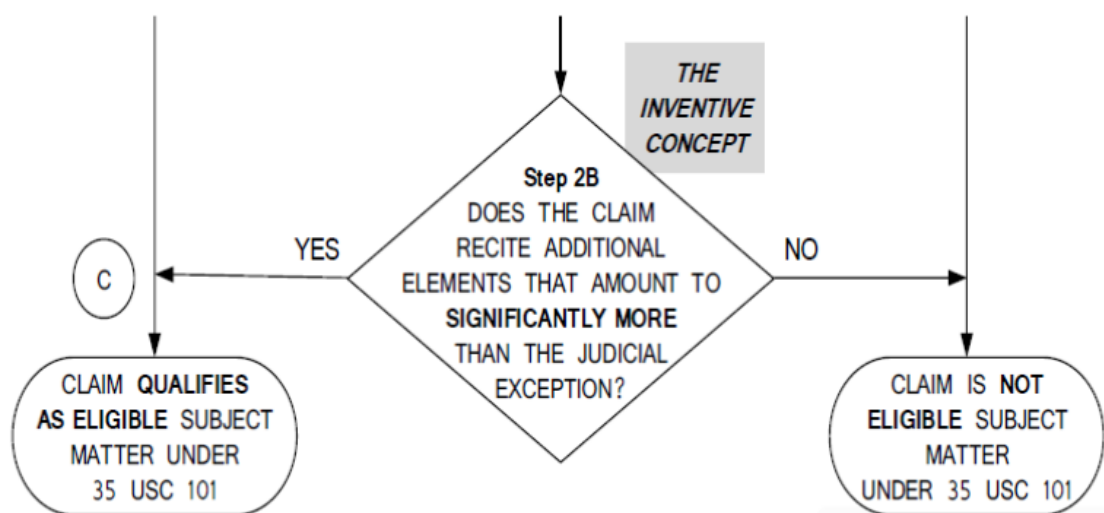 THE
INVENTIVE
CONCEPT
Step 2B
DOES THE CLAIM
RECITE ADDITIONAL
ELEMENTS THAT AMOUNT TO
SIGNIFICANTLY MORE
THAN THE JUDICIAL
EXCEPTION?
YES
NO
C
CLAIM QUALIFIES
AS ELIGIBLE SUBJECT
MATTER UNDER
35 USC 101
CLAIM IS NOT
ELIGIBLE SUBJECT
MATTER
UNDER 35 USC 101